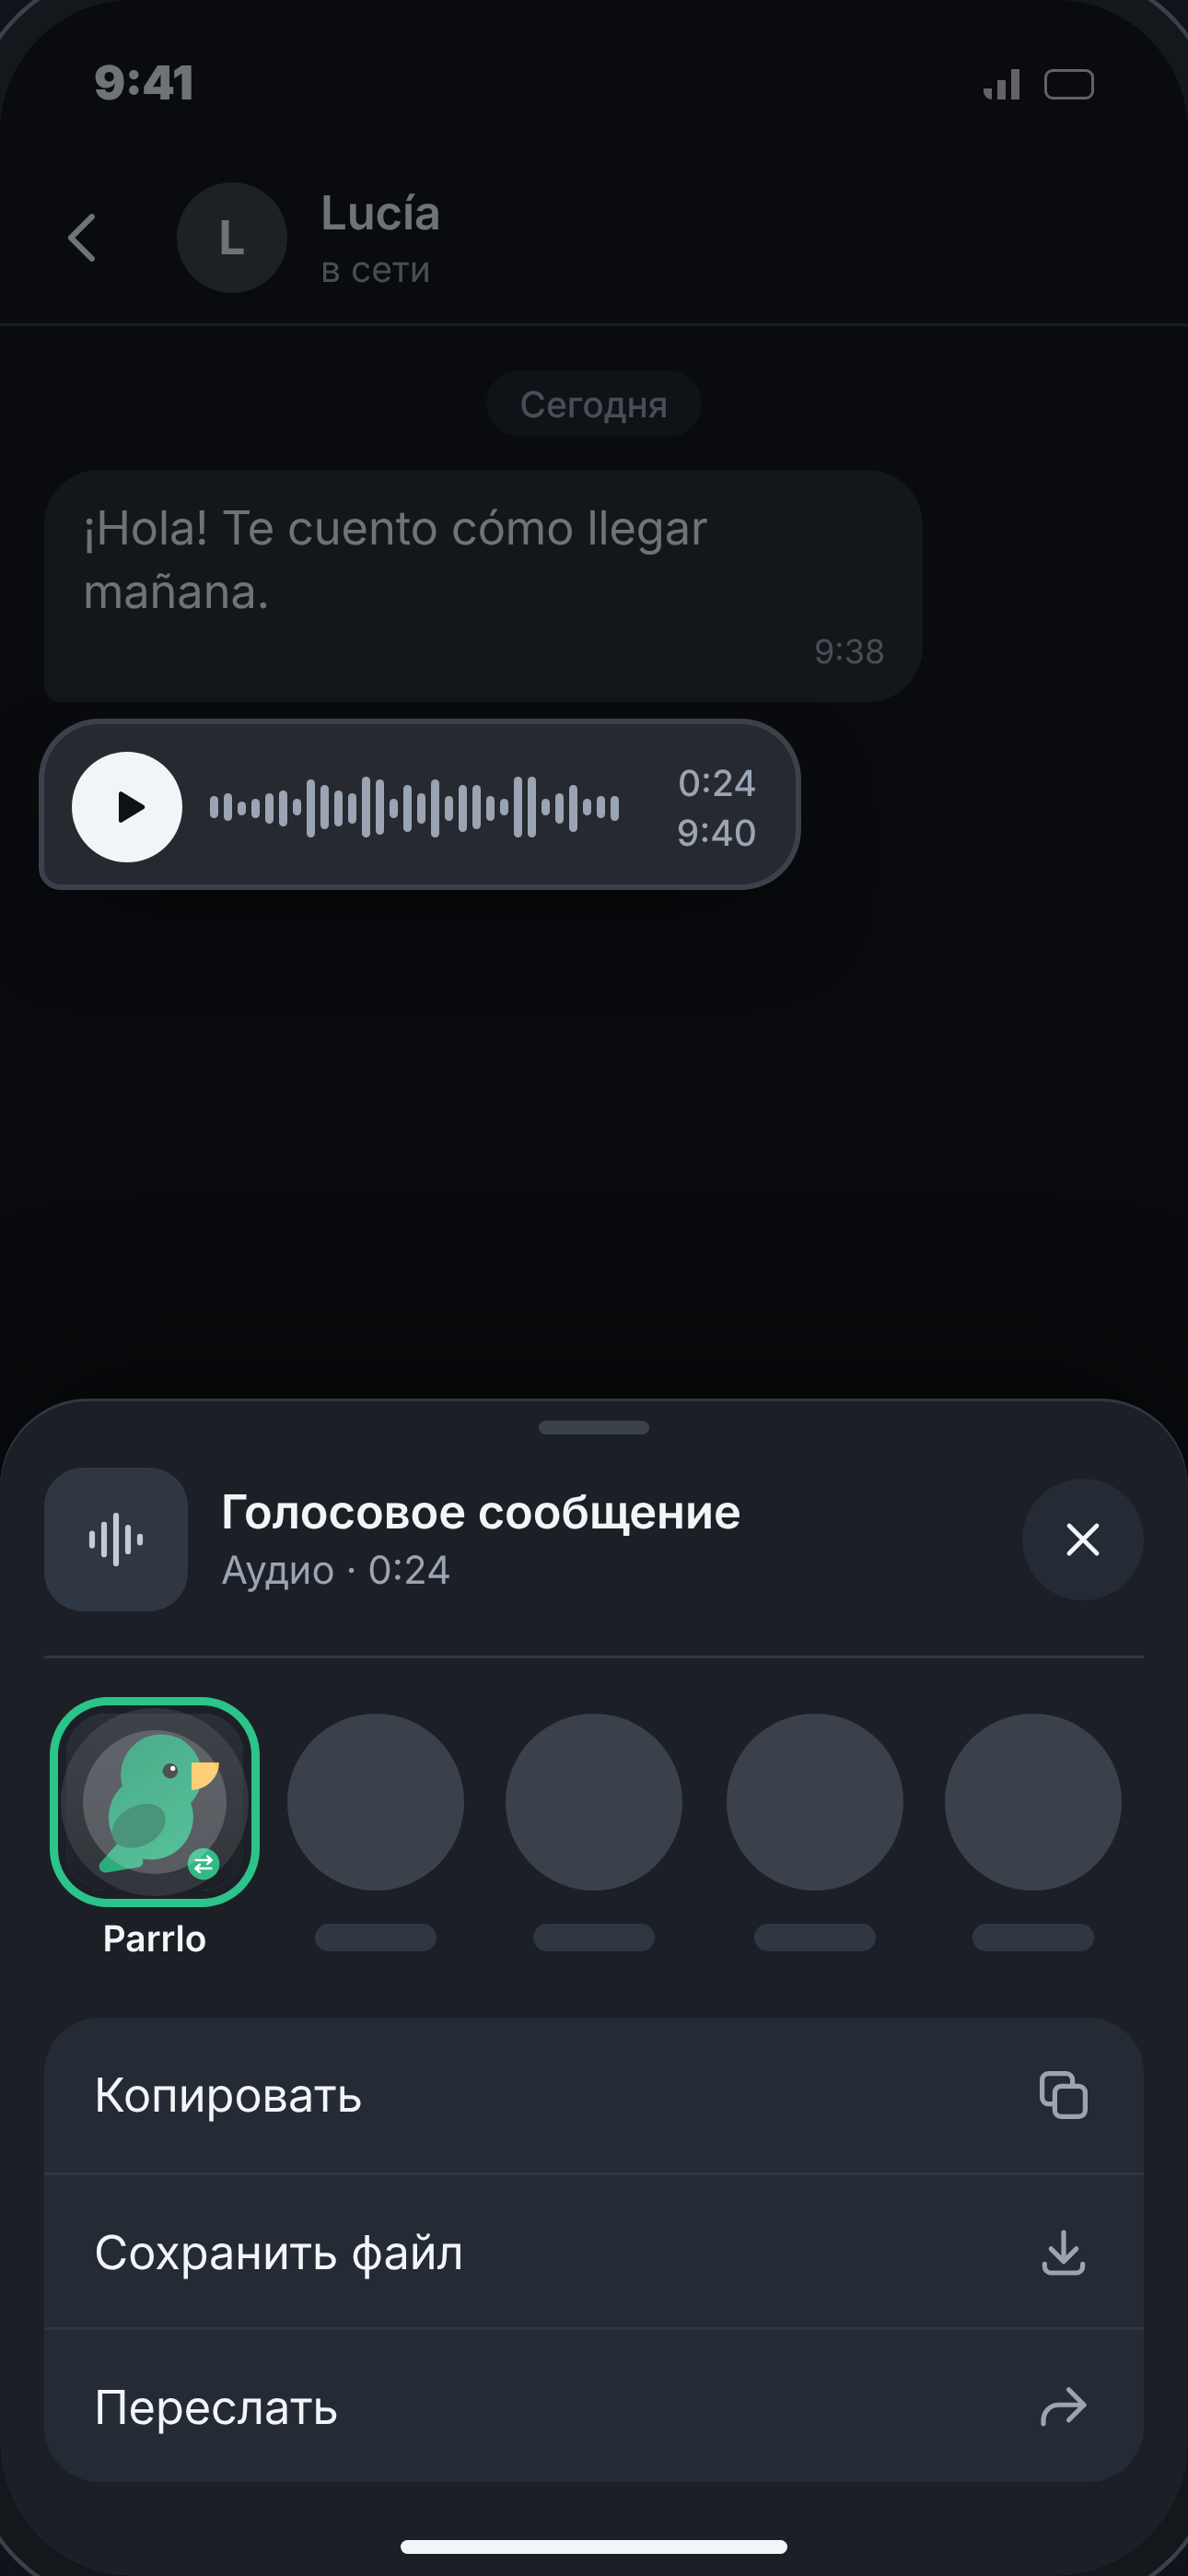 9:41
L
Lucía
в сети
Сегодня
¡Hola! Te cuento cómo llegar
mañana.
9:38
0:24
9:40
Голосовое сообщение
Аудио · 0:24
Parrlo
Копировать
Сохранить файл
Переслать